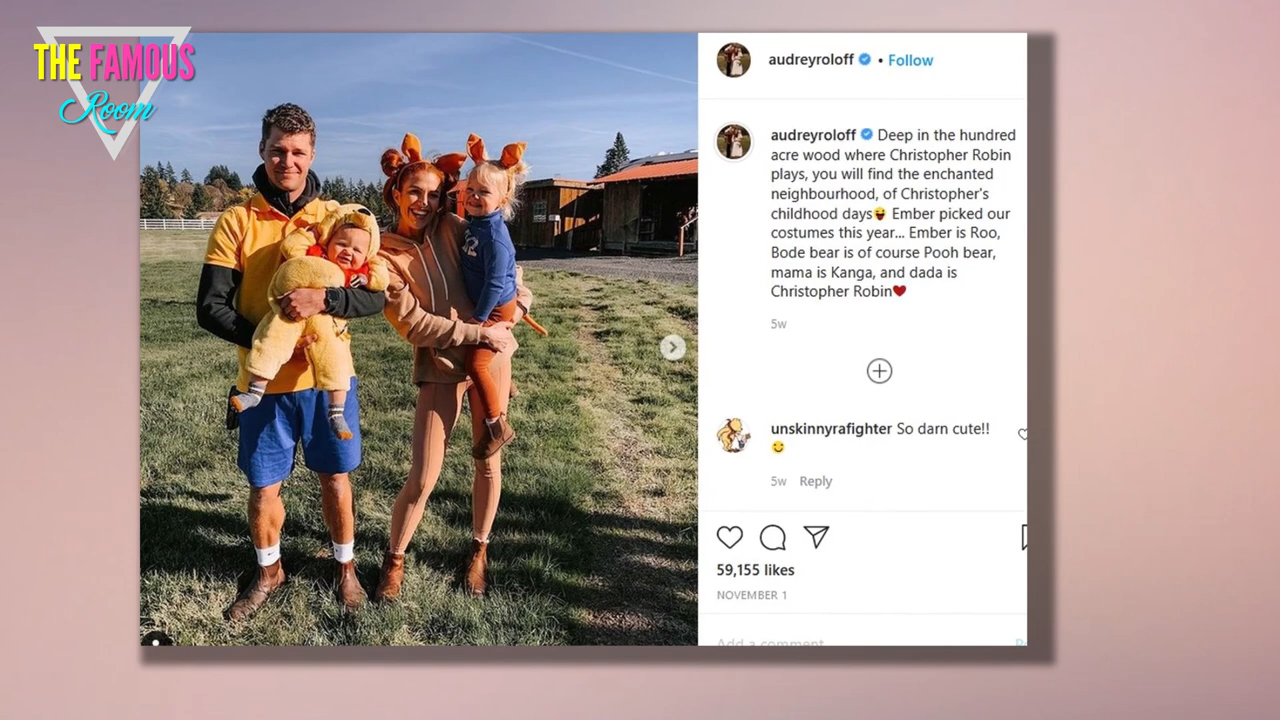 THE FAMOUS
Room
audreyroloff • Follow
audreyroloff Deep in the hundred
acre wood where Christopher Robin
plays, you will find the enchanted
neighbourhood, of Christopher's
childhood days😜 Ember picked our
costumes this year... Ember is Roo,
Bode bear is of course Pooh bear,
mama is Kanga, and dada is
Christopher Robin❤
5w
unskinnyrafighter So darn cute!!
😊
5w Reply
59,155 likes
NOVEMBER 1
Add a comment